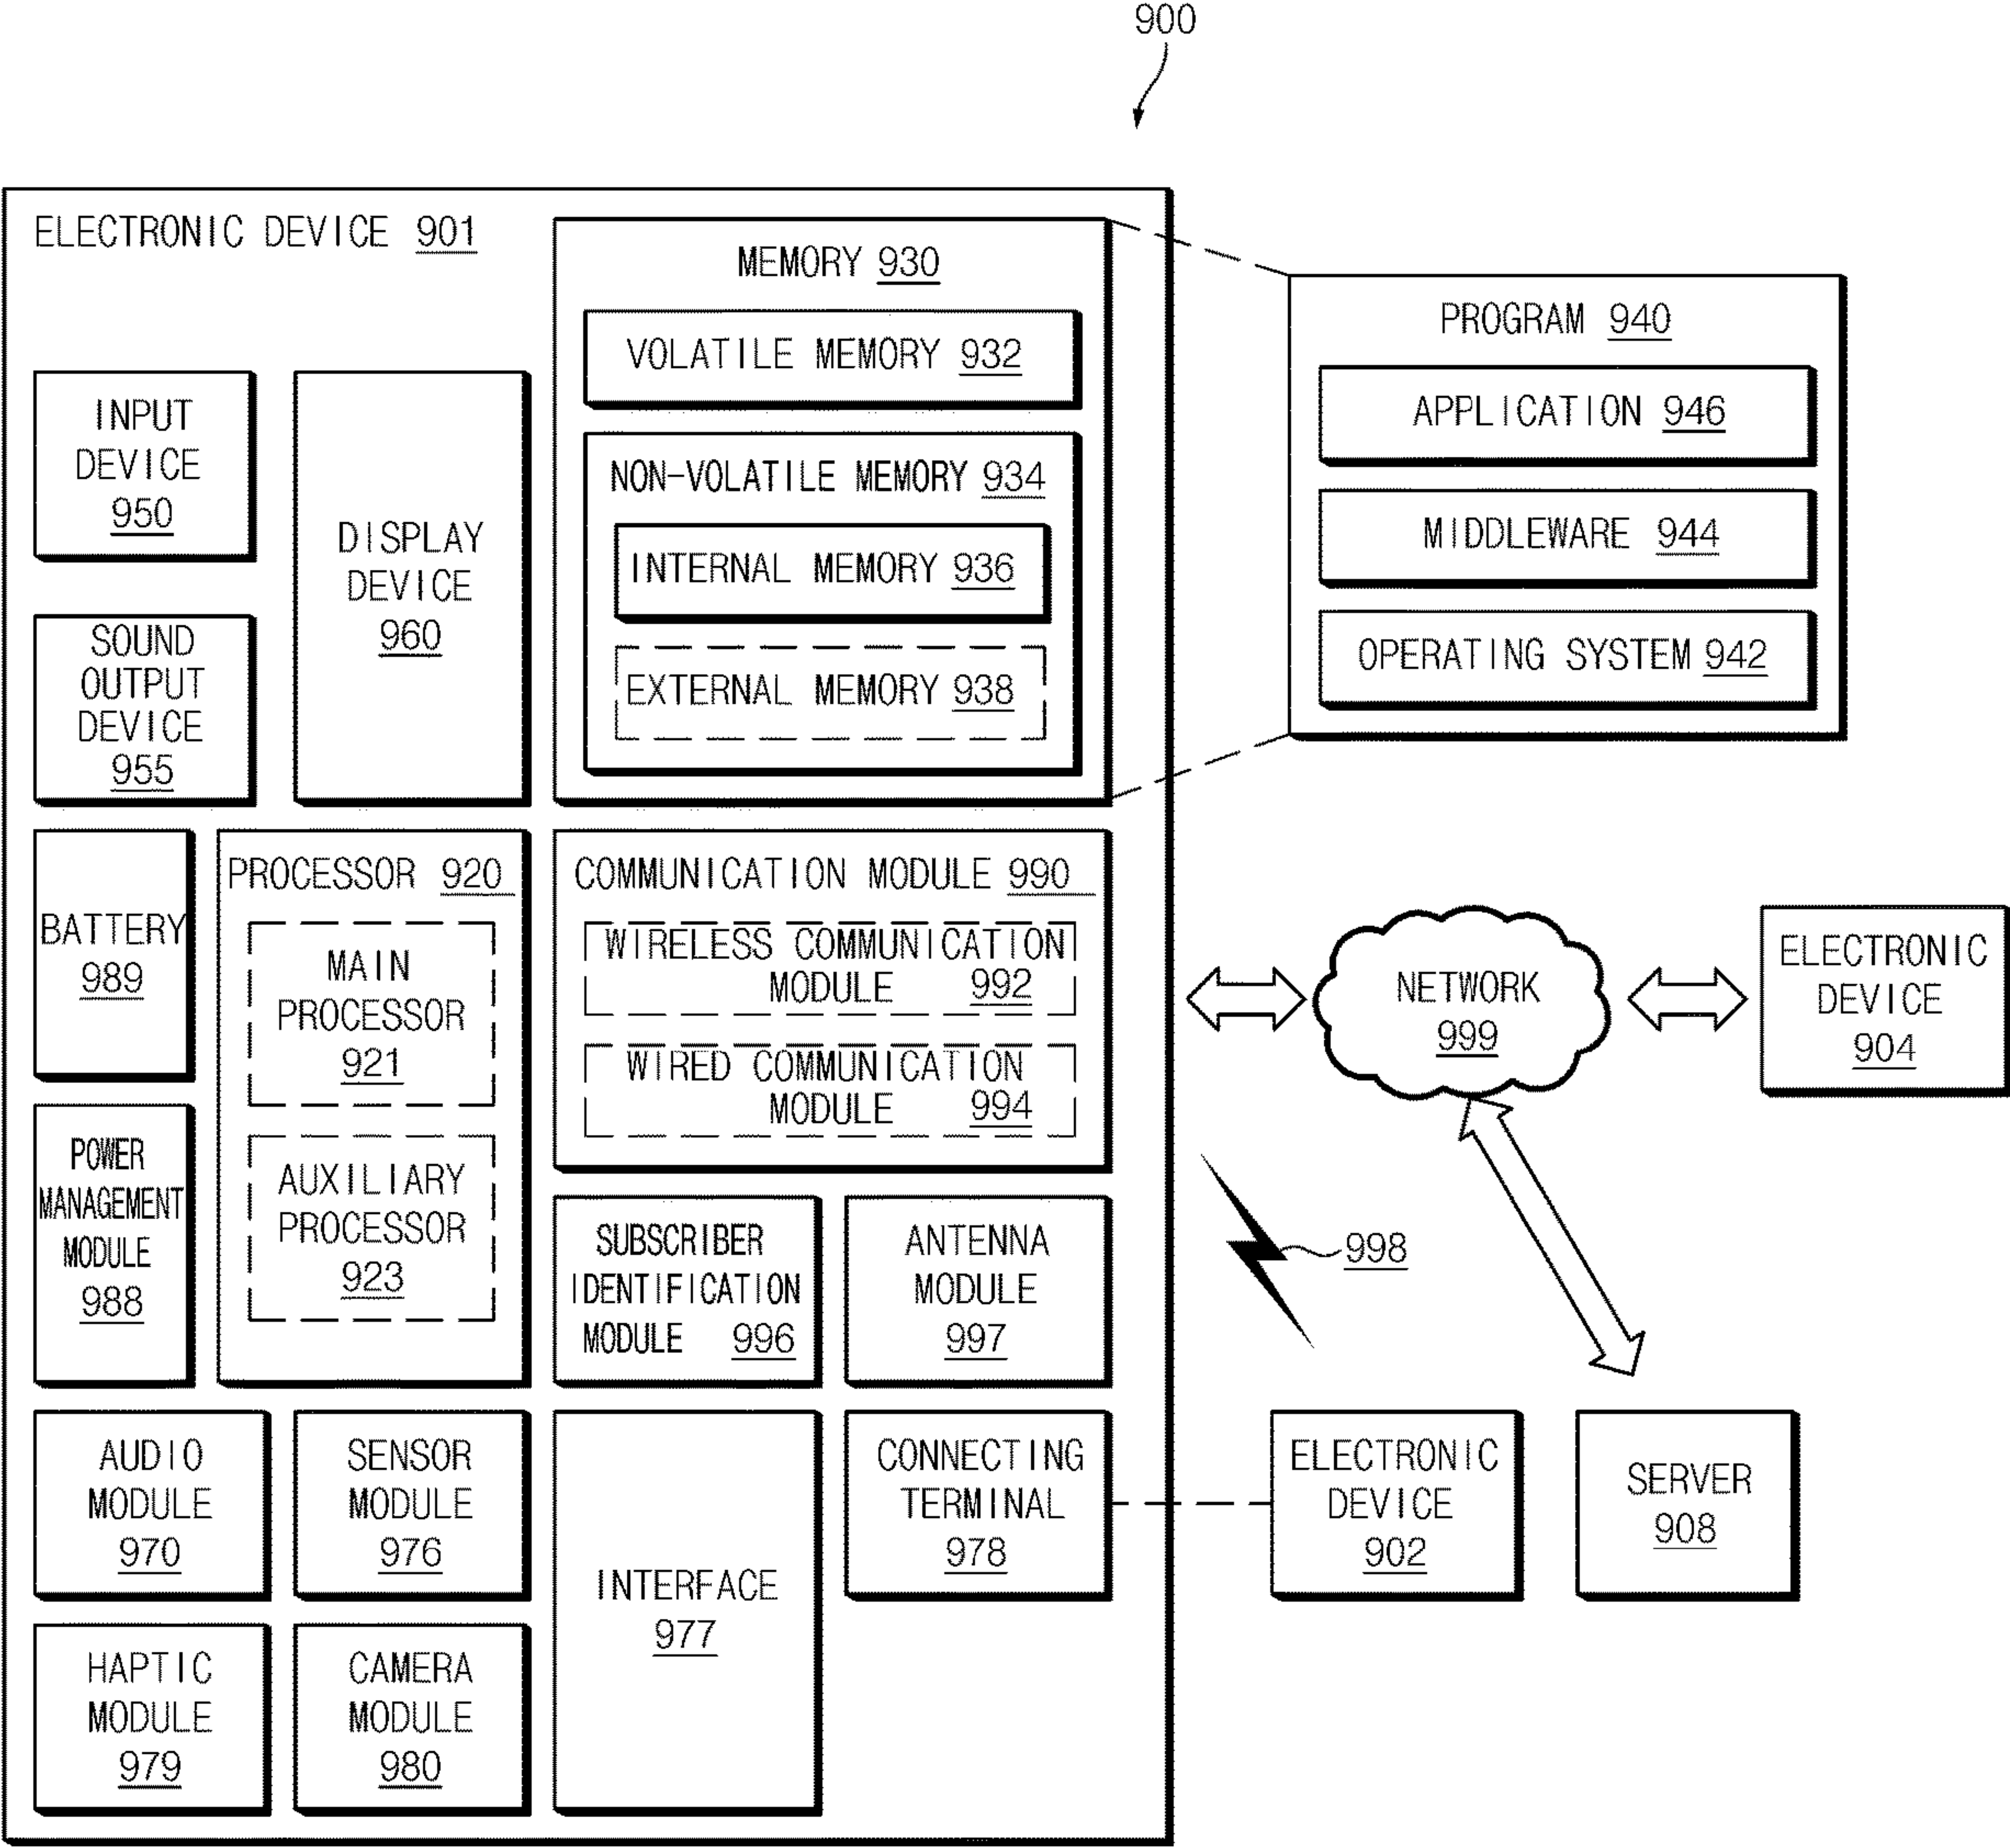 900
ELECTRONIC DEVICE 901
MEMORY 930
VOLATILE MEMORY 932
NON-VOLATILE MEMORY 934
INTERNAL MEMORY 936
EXTERNAL MEMORY 938
PROGRAM 940
APPLICATION 946
MIDDLEWARE 944
OPERATING SYSTEM 942
INPUT
DEVICE
950
DISPLAY
DEVICE
960
SOUND
OUTPUT
DEVICE
955
BATTERY
989
PROCESSOR 920
MAIN
PROCESSOR
921
AUXILIARY
PROCESSOR
923
COMMUNICATION MODULE 990
WIRELESS COMMUNICATION
MODULE 992
WIRED COMMUNICATION
MODULE 994
NETWORK
999
ELECTRONIC
DEVICE
904
POWER
MANAGEMENT
MODULE
988
SUBSCRIBER
IDENTIFICATION
MODULE 996
ANTENNA
MODULE
997
998
AUDIO
MODULE
970
SENSOR
MODULE
976
INTERFACE
977
CONNECTING
TERMINAL
978
ELECTRONIC
DEVICE
902
SERVER
908
HAPTIC
MODULE
979
CAMERA
MODULE
980